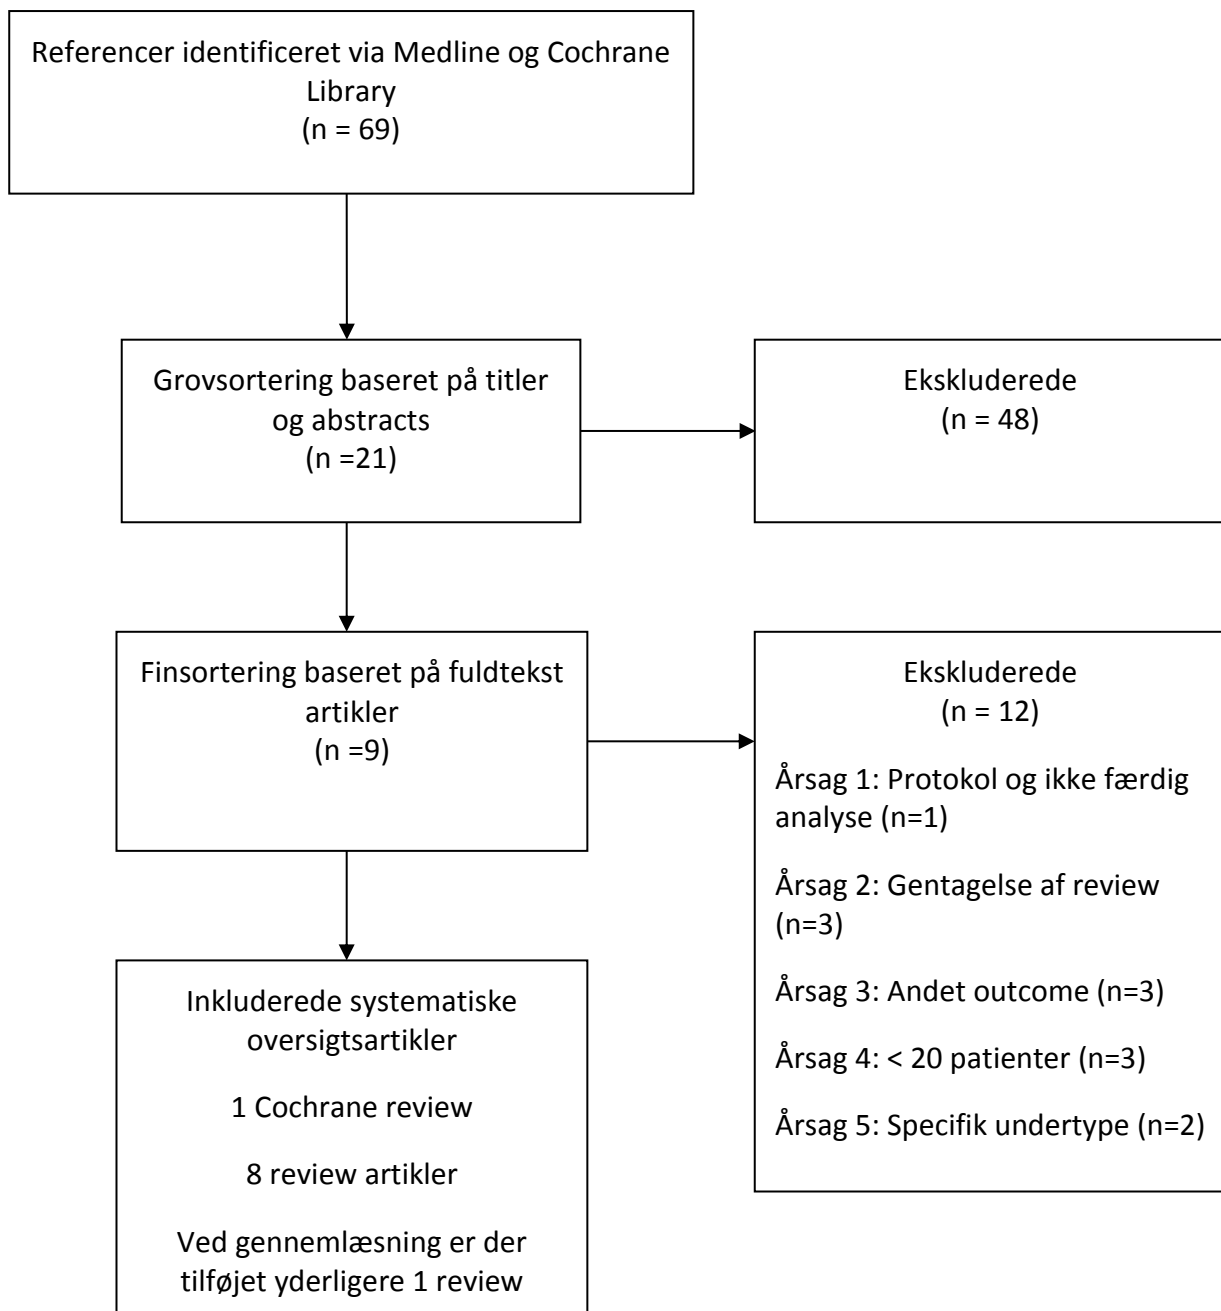 Referencer identificeret via Medline og Cochrane
Library
(n = 69)
Grovsortering baseret på titler
og abstracts
(n =21)
Ekskluderede
(n = 48)
Finsortering baseret på fuldtekst
artikler
(n =9)
Ekskluderede
(n = 12)
Årsag 1: Protokol og ikke færdig
analyse (n=1)
Årsag 2: Gentagelse af review
(n=3)
Årsag 3: Andet outcome (n=3)
Årsag 4: < 20 patienter (n=3)
Årsag 5: Specifik undertype (n=2)
Inkluderede systematiske
oversigtsartikler
1 Cochrane review
8 review artikler
Ved gennemlæsning er der
tilføjet yderligere 1 review